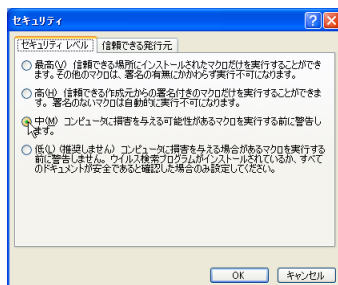 セキュリティ
セキュリティ レベル 信頼できる発行元
最高(V) 信頼できる場所にインストールされたマクロだけを実行することができ
ます。その他のマクロは、署名の有無にかかわらず実行不可になります。
高(H) 信頼できる作成元からの署名付きのマクロだけを実行することができま
す。署名のないマクロは自動的に実行不可になります。
中(M) コンピュータに損害を与える可能性があるマクロを実行する前に警告し
ます。
低(L) (推奨しません) コンピュータに損害を与える場合があるマクロを実行する
前に警告しません。ウイルス検索プログラムがインストールされているか、すべて
のドキュメントが安全であると確認した場合のみ設定してください。
OK キャンセル